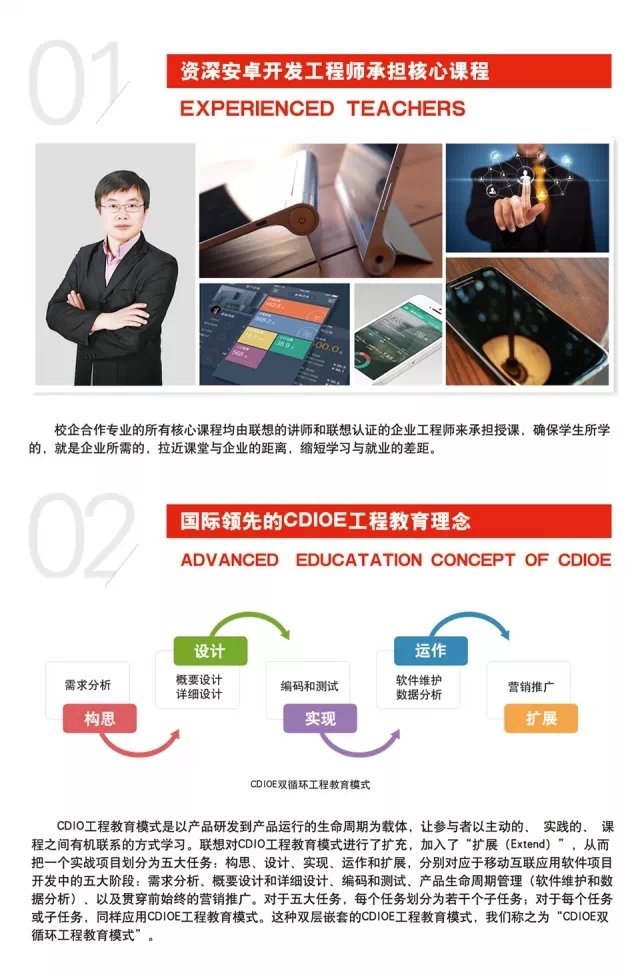 01
资深安卓开发工程师承担核心课程
EXPERIENCED TEACHERS
校企合作专业的所有核心课程均由联想的讲师和联想认证的企业工程师来承担授课，确保学生所学
的，就是企业所需的，拉近课堂与企业的距离，缩短学习与就业的差距。
02
国际领先的CDIOE工程教育理念
ADVANCED EDUCATATION CONCEPT OF CDIOE
需求分析
构思
设计
概要设计
详细设计
编码和测试
实现
运作
软件维护
数据分析
营销推广
扩展
CDIOE双循环工程教育模式
CDIO工程教育模式是以产品研发到产品运行的生命周期为载体，让参与者以主动的、 实践的、 课
程之间有机联系的方式学习。联想对CDIO工程教育模式进行了扩充，加入了“扩展（Extend）”，从而
把一个实战项目划分为五大任务：构思、设计、实现、运作和扩展，分别对应于移动互联应用软件项目
开发中的五大阶段：需求分析、概要设计和详细设计、编码和测试、产品生命周期管理（软件维护和数
据分析）、以及贯穿前始终的营销推广。对于五大任务，每个任务划分为若干个子任务；对于每个任务
或子任务，同样应用CDIOE工程教育模式。这种双层嵌套的CDIOE工程教育模式，我们称之为“CDIOE双
循环工程教育模式”。